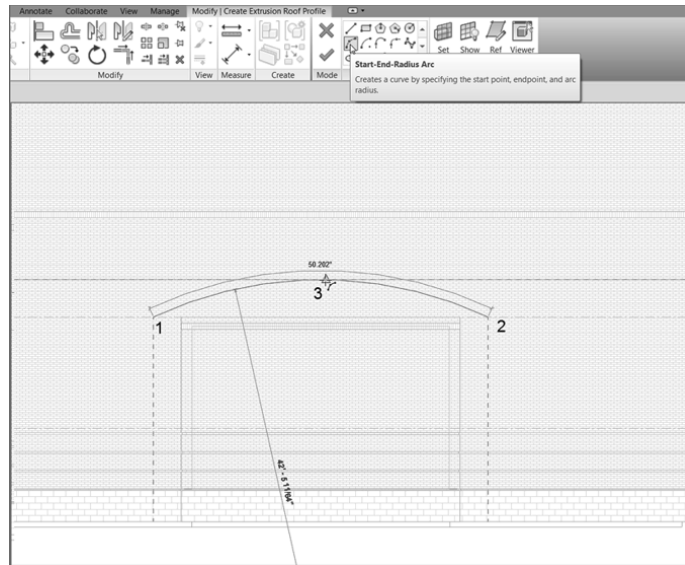 Annotate Collaborate View Manage Modify | Create Extrusion Roof Profile
Set Show Ref Viewer
Modify View Measure Create Mode
Start-End-Radius Arc
Creates a curve by specifying the start point, endpoint, and arc
radius.
50.202°
3
1
2
42' - 5 11/64"